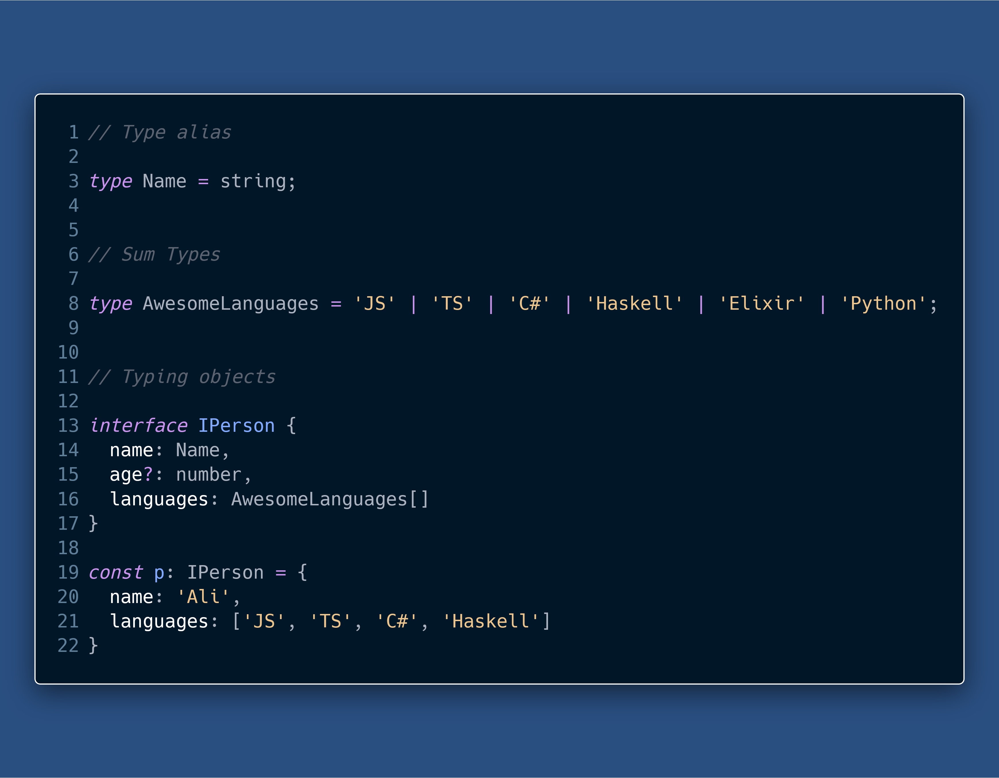 1 // Type alias
2
3 type Name = string;
4
5
6 // Sum Types
7
8 type AwesomeLanguages = 'JS' | 'TS' | 'C#' | 'Haskell' | 'Elixir' | 'Python';
9
10
11 // Typing objects
12
13 interface IPerson {
14   name: Name,
15   age?: number,
16   languages: AwesomeLanguages[]
17 }
18
19 const p: IPerson = {
20   name: 'Ali',
21   languages: ['JS', 'TS', 'C#', 'Haskell']
22 }